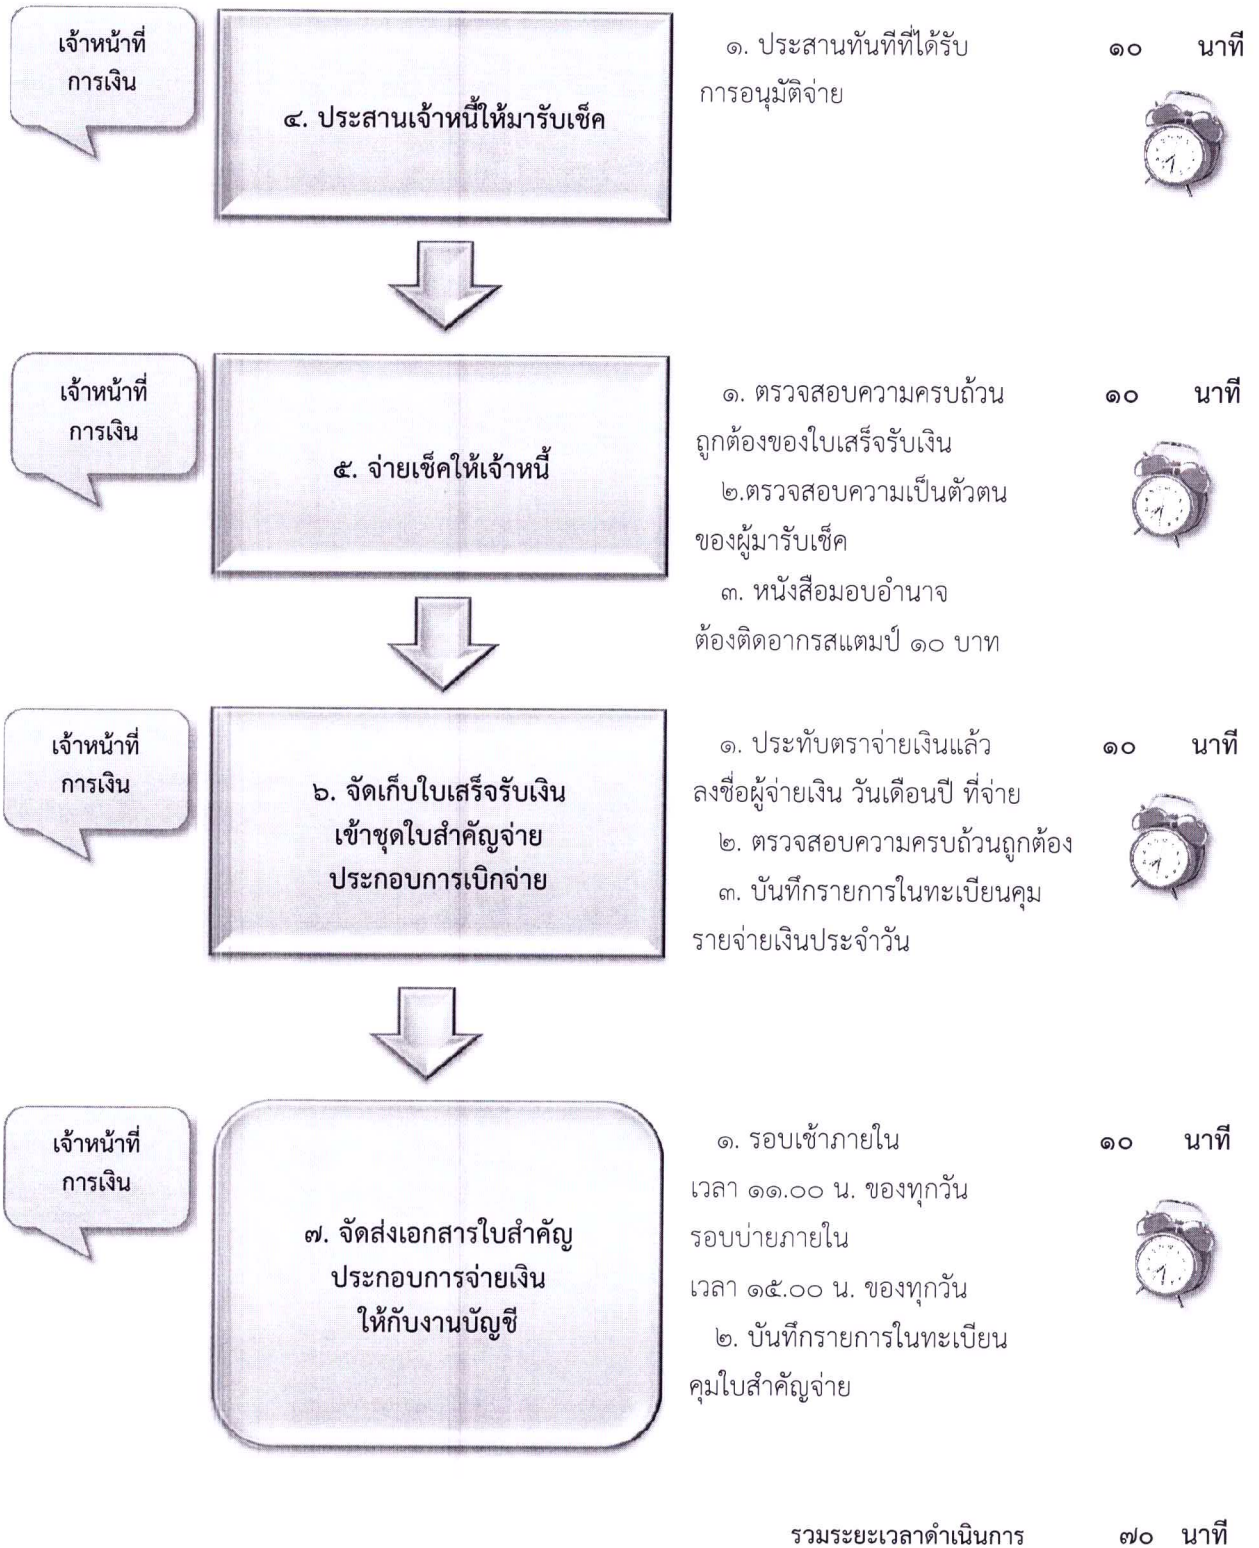 เจ้าหน้าที่
การเงิน
๔. ประสานเจ้าหนี้ให้มารับเช็ค
๑. ประสานทันทีที่ได้รับ
การอนุมัติจ่าย
๑๐ นาที
เจ้าหน้าที่
การเงิน
๕. จ่ายเช็คให้เจ้าหนี้
๑. ตรวจสอบความครบถ้วน
ถูกต้องของใบเสร็จรับเงิน
๒.ตรวจสอบความเป็นตัวตน
ของผู้มารับเช็ค
๓. หนังสือมอบอำนาจ
ต้องติดอากรสแตมป์ ๑๐ บาท
๑๐ นาที
เจ้าหน้าที่
การเงิน
๖. จัดเก็บใบเสร็จรับเงิน
เข้าชุดใบสำคัญจ่าย
ประกอบการเบิกจ่าย
๑. ประทับตราจ่ายเงินแล้ว
ลงชื่อผู้จ่ายเงิน วันเดือนปี ที่จ่าย
๒. ตรวจสอบความครบถ้วนถูกต้อง
๓. บันทึกรายการในทะเบียนคุม
รายจ่ายเงินประจำวัน
๑๐ นาที
เจ้าหน้าที่
การเงิน
๗. จัดส่งเอกสารใบสำคัญ
ประกอบการจ่ายเงิน
ให้กับงานบัญชี
๑. รอบเช้าภายใน
เวลา ๑๑.๐๐ น. ของทุกวัน
รอบบ่ายภายใน
เวลา ๑๕.๐๐ น. ของทุกวัน
๒. บันทึกรายการในทะเบียน
คุมใบสำคัญจ่าย
๑๐ นาที
รวมระยะเวลาดำเนินการ ๗๐ นาที